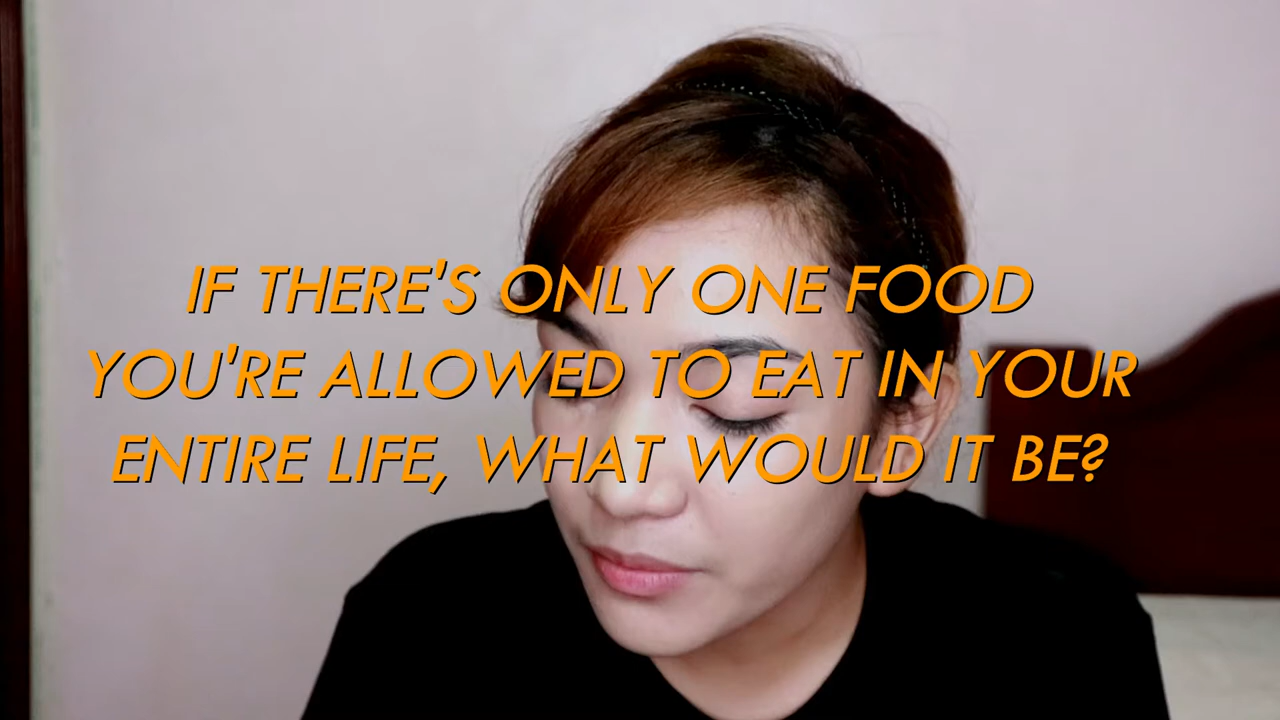 IF THERE'S ONLY ONE FOOD
YOU'RE ALLOWED TO EAT IN YOUR
ENTIRE LIFE, WHAT WOULD IT BE?